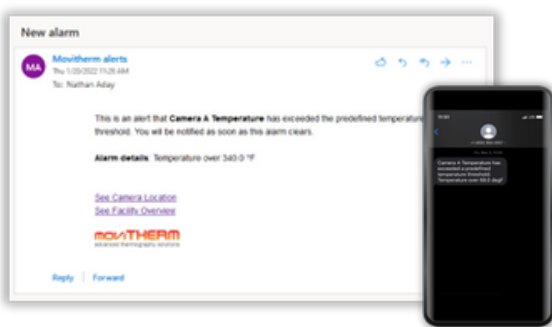 New alarm
MA
Movitherm alerts
Thu 1/20/2022 11:26 AM
To: Nathan Aday
This is an alert that Camera A Temperature has exceeded the predefined temperature
threshold. You will be notified as soon as this alarm clears.
Alarm details: Temperature over 340.0 °F
See Camera Location
See Facility Overview
MOVITHERM
advanced thermography solutions
Reply
Forward
Camera A Temperature has
exceeded a predefined
temperature threshold.